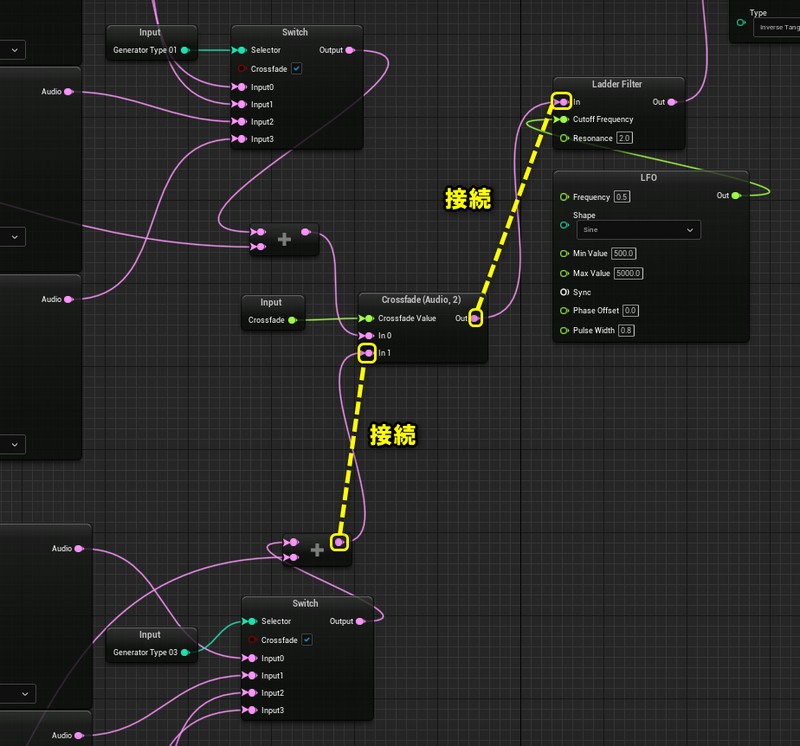 Type
Inverse Tang
Input
Generator Type 01
Switch
Selector
Output
Crossfade
Input0
Input1
Input2
Input3
Audio
Ladder Filter
In
Out
Cutoff Frequency
Resonance 2.0
接続
LFO
Frequency 0.5
Out
Shape
Sine
Min Value 500.0
Max Value 5000.0
Sync
Phase Offset 0.0
Pulse Width 0.8
Audio
Input
Crossfade
Crossfade (Audio, 2)
Crossfade Value
Out
In 0
In 1
接続
Audio
Input
Generator Type 03
Switch
Selector
Output
Crossfade
Input0
Input1
Input2
Input3
Audio